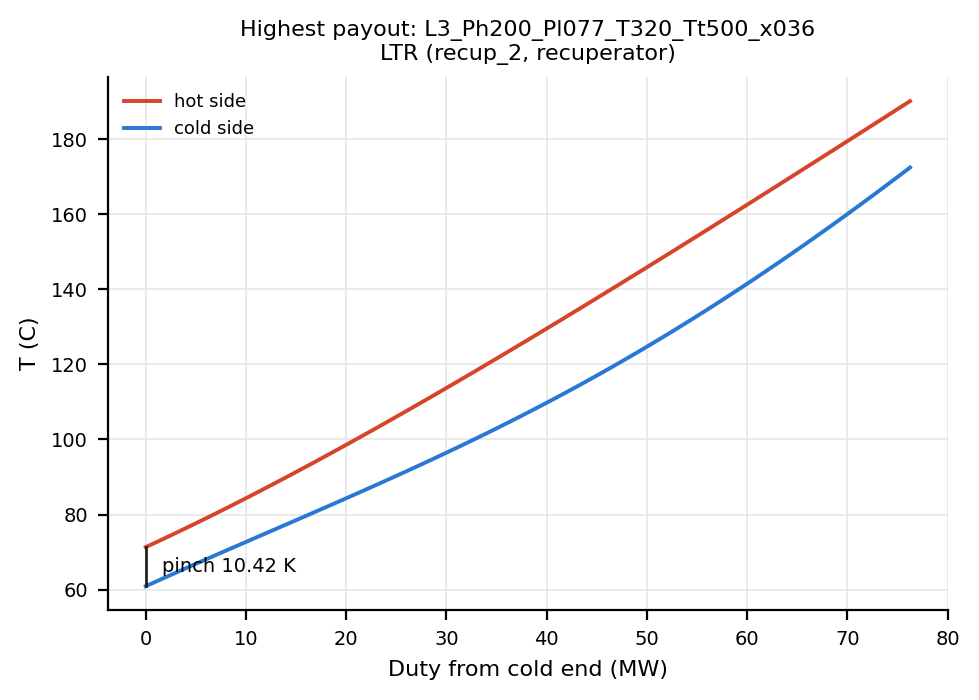 Highest payout: L3_Ph200_Pl077_T320_Tt500_x036
LTR (recup_2, recuperator)
hot side
cold side
180
160
140
120
100
80
60
T (C)
pinch 10.42 K
0 10 20 30 40 50 60 70 80
Duty from cold end (MW)